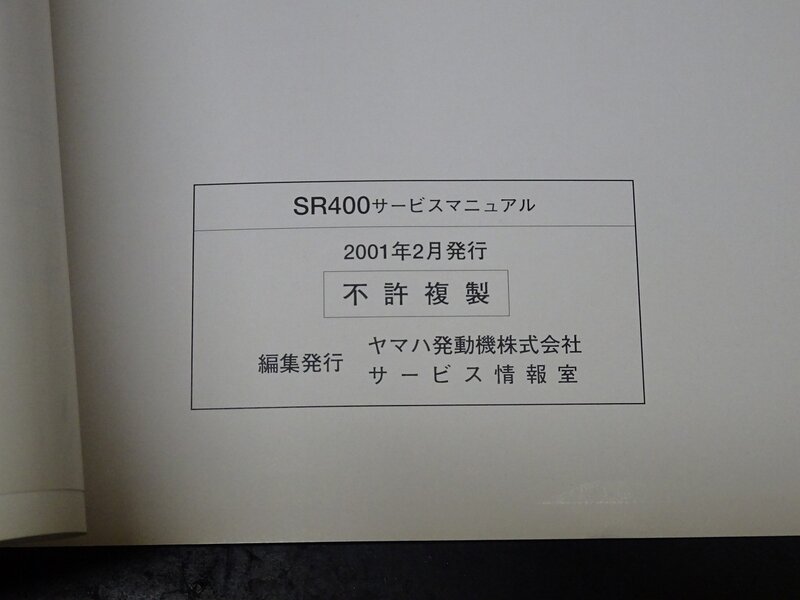 SR400サービスマニュアル
2001年2月発行
不許複製
編集発行
ヤマハ発動機株式会社
サービス情報室